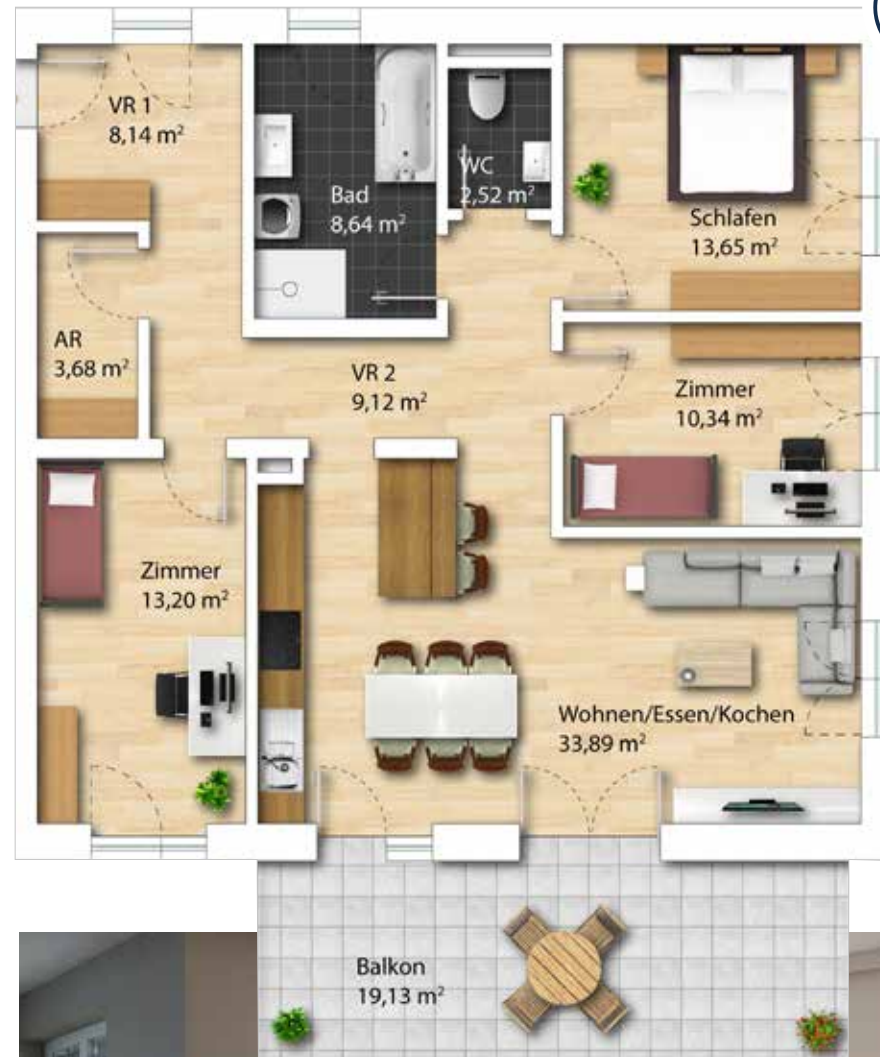 VR 1
8,14 m²
Bad
8,64 m²
WC
2,52 m²
Schlafen
13,65 m²
AR
3,68 m²
VR 2
9,12 m²
Zimmer
10,34 m²
Zimmer
13,20 m²
Wohnen/Essen/Kochen
33,89 m²
Balkon
19,13 m²